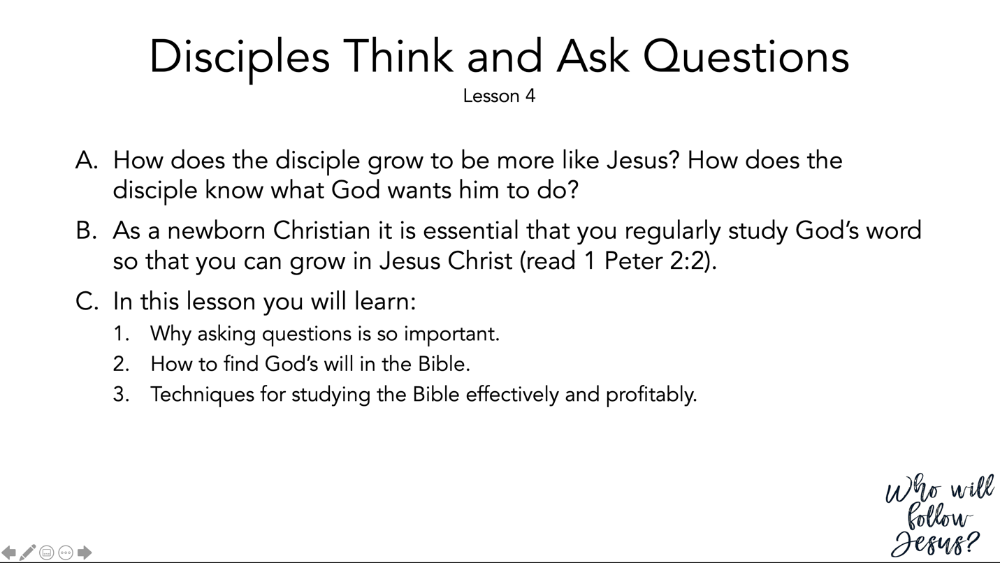 Disciples Think and Ask Questions
Lesson 4
A. How does the disciple grow to be more like Jesus? How does the
disciple know what God wants him to do?
B. As a newborn Christian it is essential that you regularly study God’s word
so that you can grow in Jesus Christ (read 1 Peter 2:2).
C. In this lesson you will learn:
1. Why asking questions is so important.
2. How to find God’s will in the Bible.
3. Techniques for studying the Bible effectively and profitably.
Who will
follow
Jesus?